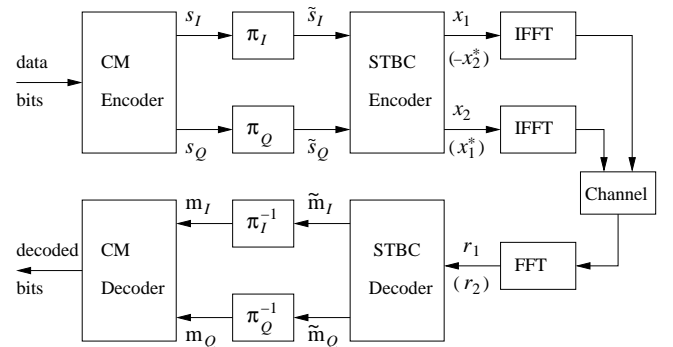 data
bits
CM
Encoder
s_I
π_I
s̃_I
s_Q
π_Q
s̃_Q
STBC
Encoder
x_1
(–x_2^*)
IFFT
x_2
(x_1^*)
IFFT
Channel
decoded
bits
CM
Decoder
m_I
π_I^{-1}
m̃_I
m_Q
π_Q^{-1}
m̃_Q
STBC
Decoder
r_1
(r_2)
FFT